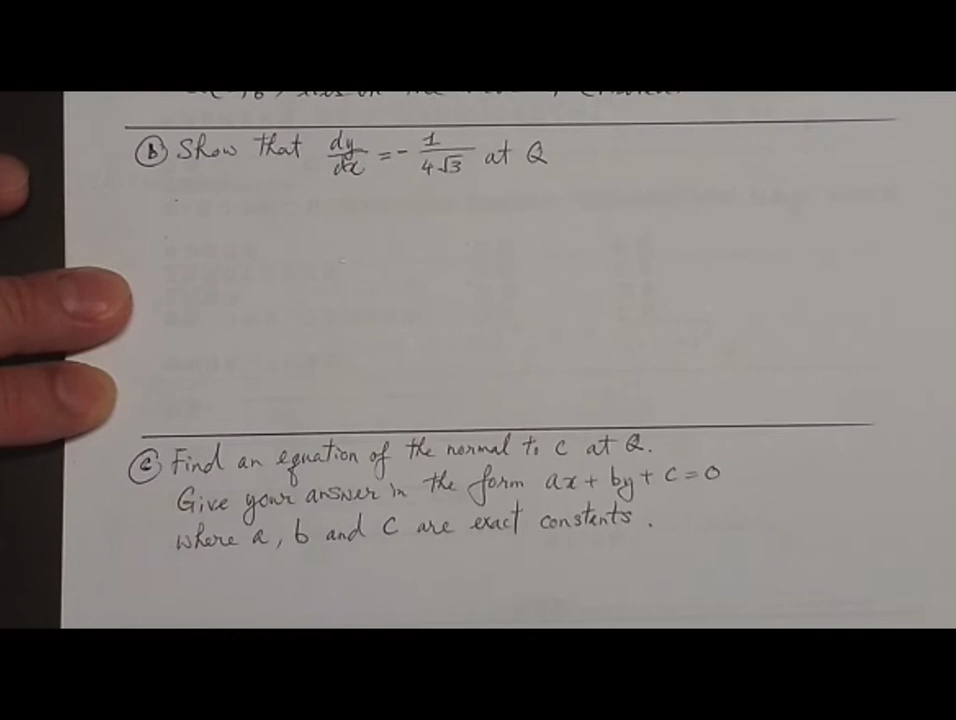 (b) Show that dy/dx = - 1/(4√3) at Q
(c) Find an equation of the normal to C at Q.
Give your answer in the form ax + by + c = 0
where a, b and c are exact constants.